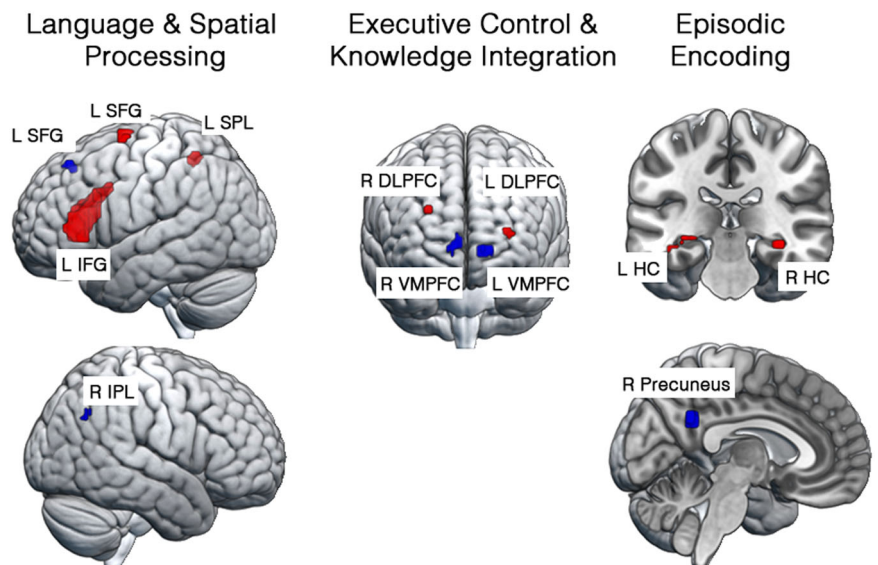 Language & Spatial
Processing
Executive Control &
Knowledge Integration
Episodic
Encoding
L SFG
L SFG
L SPL
L IFG
R IPL
R DLPFC
L DLPFC
R VMPFC
L VMPFC
L HC
R HC
R Precuneus